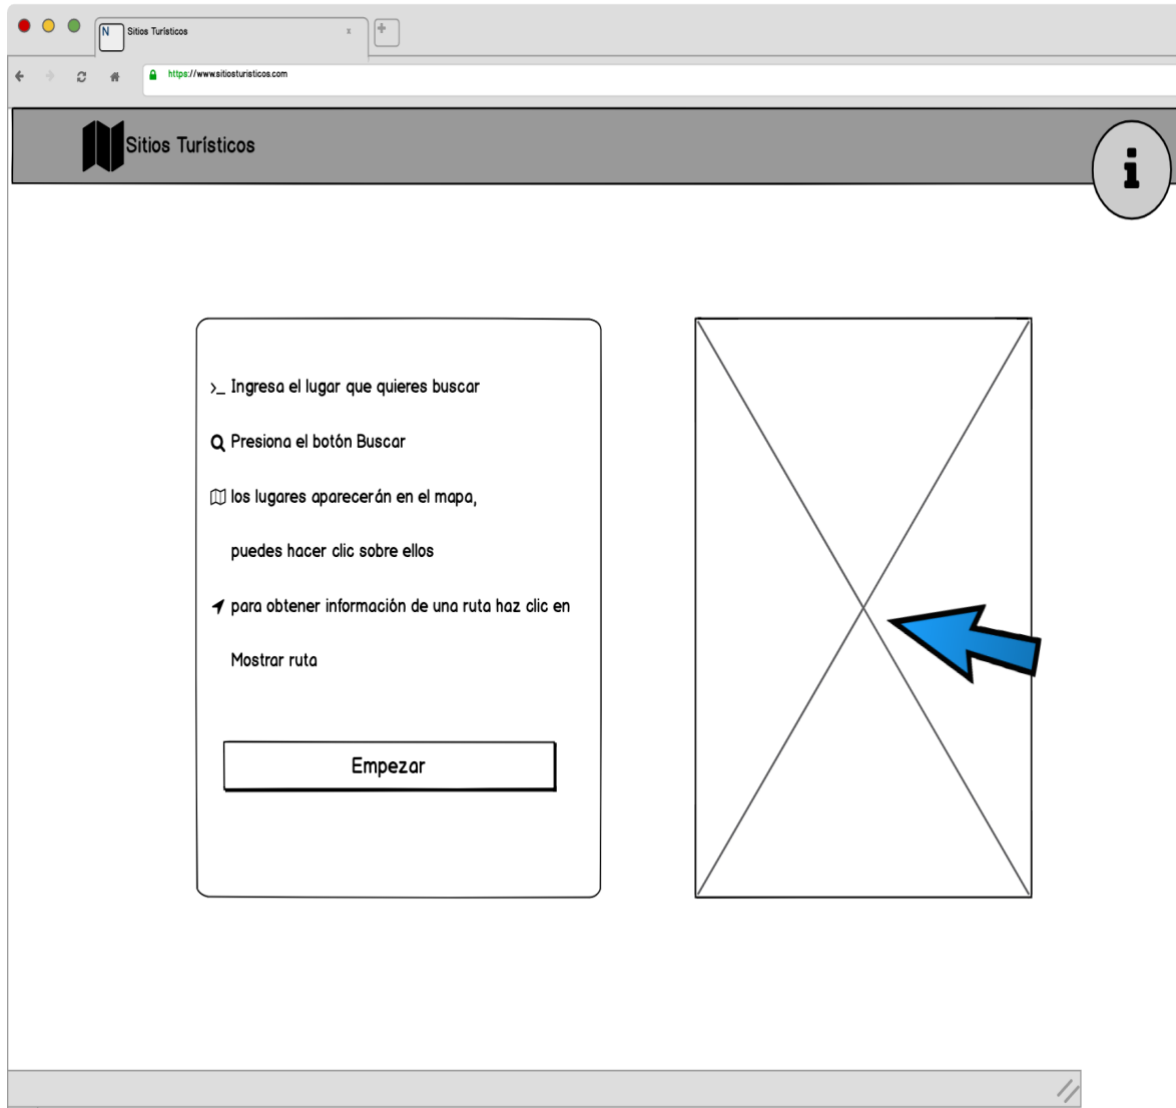 N
Sitios Turísticos
x
+
https://www.sitiosturisticos.com
Sitios Turísticos
i
>_ Ingresa el lugar que quieres buscar
Presiona el botón Buscar
los lugares aparecerán en el mapa,
puedes hacer clic sobre ellos
para obtener información de una ruta haz clic en
Mostrar ruta
Empezar